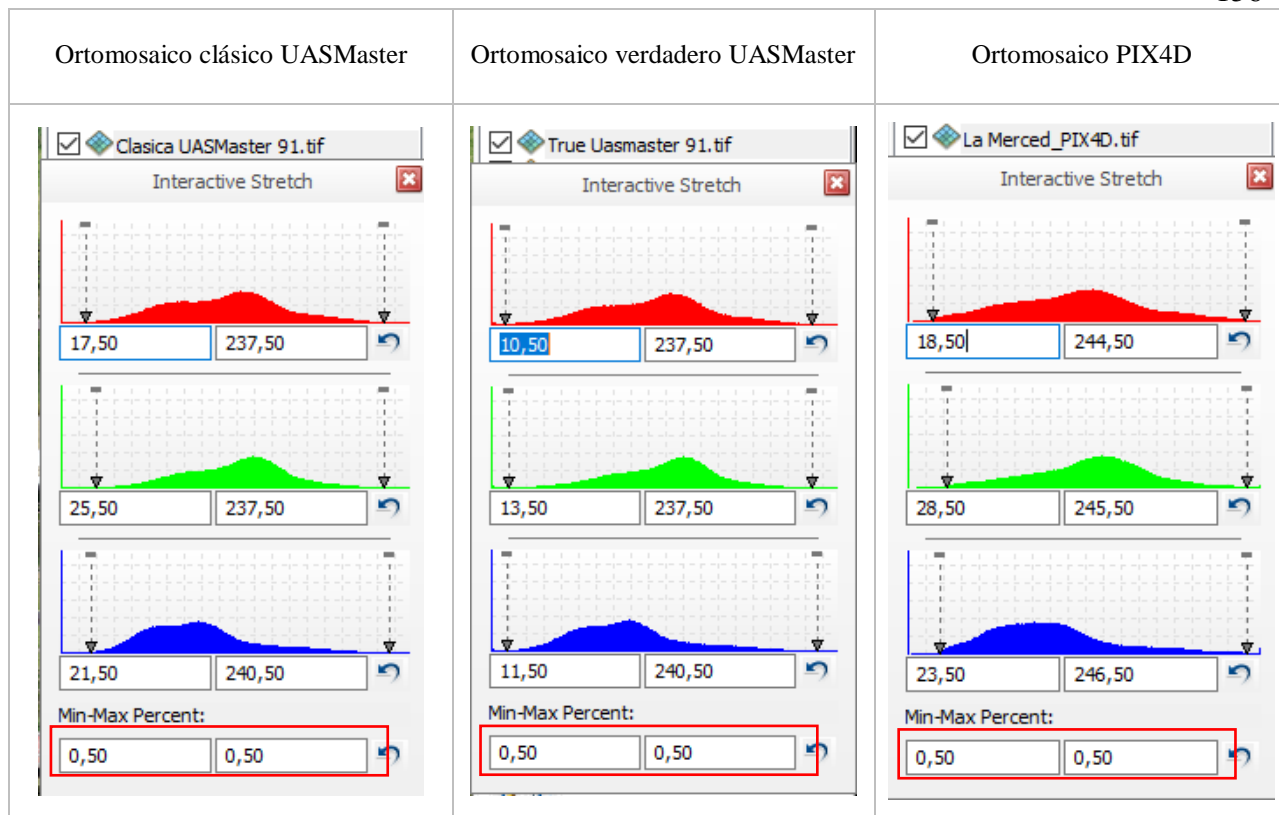 Ortomosaico clásico UASMaster
Ortomosaico verdadero UASMaster
Ortomosaico PIX4D
Clasica UASMaster 91.tif
Interactive Stretch
17,50 237,50
25,50 237,50
21,50 240,50
Min-Max Percent:
0,50 0,50
True Uasmaster 91.tif
Interactive Stretch
10,50 237,50
13,50 237,50
11,50 240,50
Min-Max Percent:
0,50 0,50
La Merced_PIX4D.tif
Interactive Stretch
18,50 244,50
28,50 245,50
23,50 246,50
Min-Max Percent:
0,50 0,50